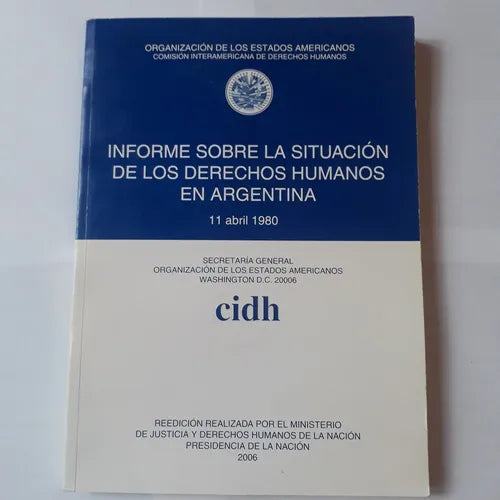 ORGANIZACIÓN DE LOS ESTADOS AMERICANOS
COMISIÓN INTERAMERICANA DE DERECHOS HUMANOS
INFORME SOBRE LA SITUACIÓN
DE LOS DERECHOS HUMANOS
EN ARGENTINA
11 abril 1980
SECRETARÍA GENERAL
ORGANIZACIÓN DE LOS ESTADOS AMERICANOS
WASHINGTON D.C. 20006
cidh
REEDICIÓN REALIZADA POR EL MINISTERIO
DE JUSTICIA Y DERECHOS HUMANOS DE LA NACIÓN
PRESIDENCIA DE LA NACIÓN
2006